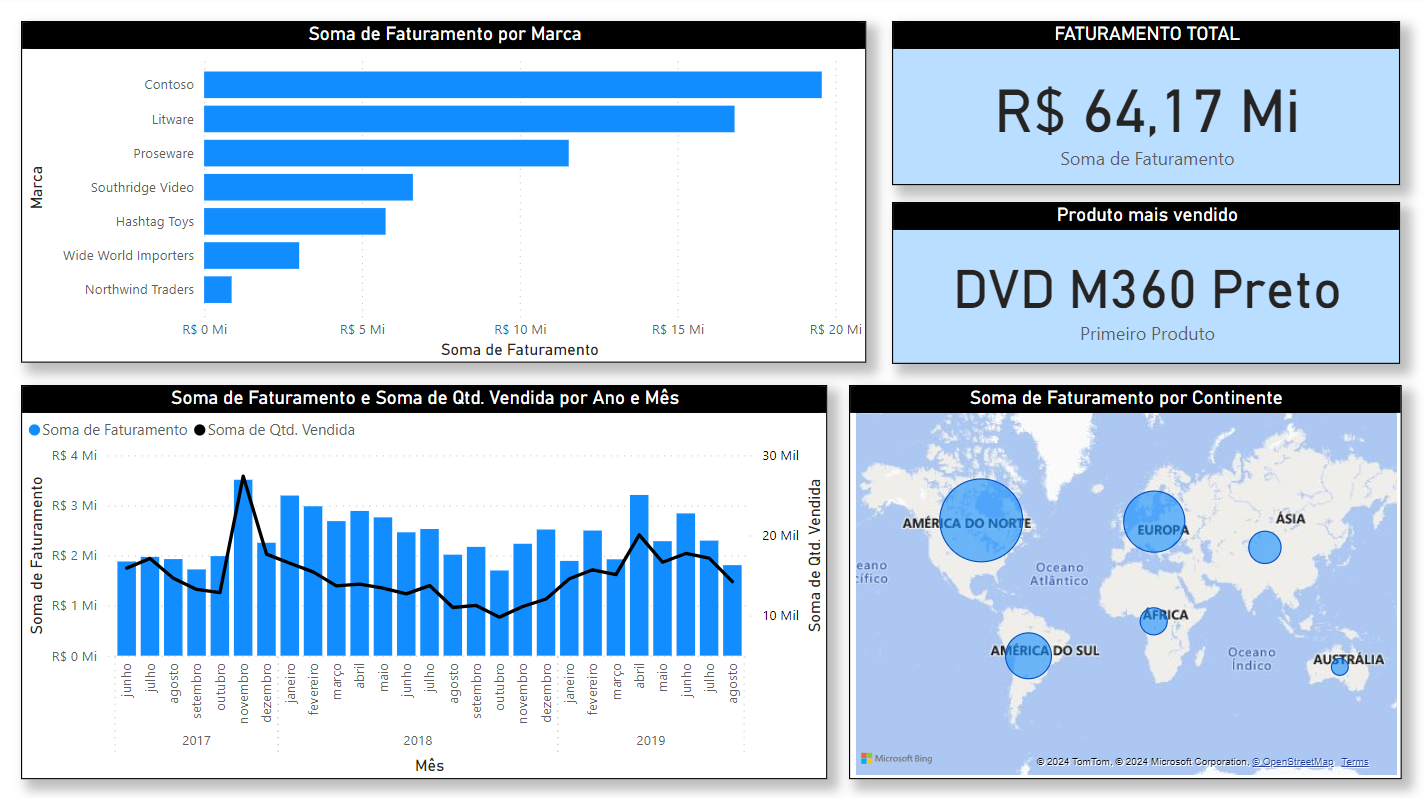 Soma de Faturamento por Marca
Marca
Contoso
Litware
Proseware
Southridge Video
Hashtag Toys
Wide World Importers
Northwind Traders
R$ 0 Mi R$ 5 Mi R$ 10 Mi R$ 15 Mi R$ 20 Mi
Soma de Faturamento
FATURAMENTO TOTAL
R$ 64,17 Mi
Soma de Faturamento
Produto mais vendido
DVD M360 Preto
Primeiro Produto
Soma de Faturamento e Soma de Qtd. Vendida por Ano e Mês
Soma de Faturamento Soma de Qtd. Vendida
Soma de Faturamento
R$ 4 Mi
R$ 3 Mi
R$ 2 Mi
R$ 1 Mi
R$ 0 Mi
30 Mil
20 Mil
10 Mil
Soma de Qtd. Vendida
junho julho agosto setembro outubro novembro dezembro janeiro fevereiro março abril maio junho julho agosto setembro outubro novembro dezembro janeiro fevereiro março abril maio junho julho agosto
2017 2018 2019
Mês
Soma de Faturamento por Continente
AMÉRICA DO NORTE
EUROPA
ÁSIA
eano
cífico
Oceano
Atlântico
ÁFRICA
AMÉRICA DO SUL
Oceano
Índico
AUSTRÁLIA
Microsoft Bing
© 2024 TomTom, © 2024 Microsoft Corporation, © OpenStreetMap Terms